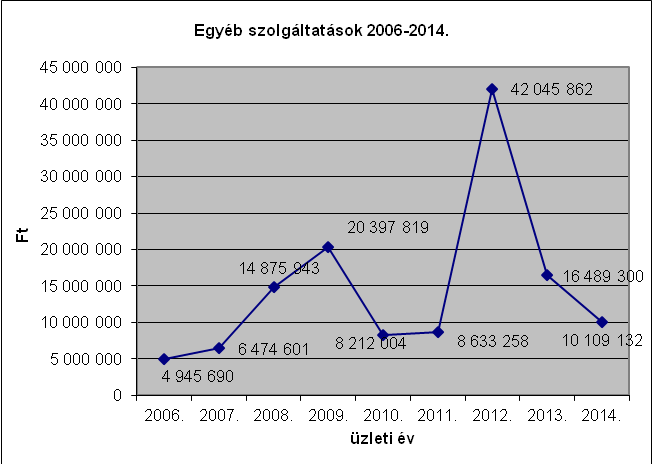 Egyéb szolgáltatások 2006-2014.
45 000 000
40 000 000
35 000 000
30 000 000
25 000 000
20 000 000
15 000 000
10 000 000
5 000 000
0
Ft
4 945 690
6 474 601
14 875 943
20 397 819
8 212 004
8 633 258
42 045 862
16 489 300
10 109 132
2006. 2007. 2008. 2009. 2010. 2011. 2012. 2013. 2014.
üzleti év